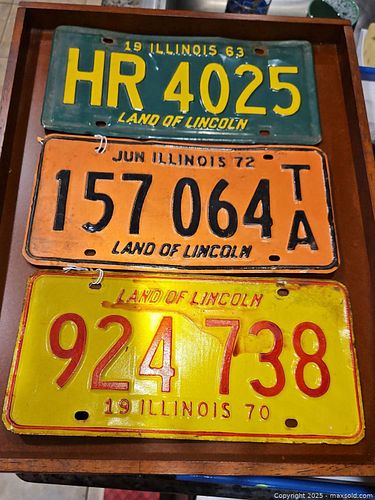 19 ILLINOIS 63
HR 4025
LAND OF LINCOLN
JUN ILLINOIS 72
157 064 TA
LAND OF LINCOLN
LAND OF LINCOLN
924 738
19 ILLINOIS 70
Copyright 2025 - maxsold.com